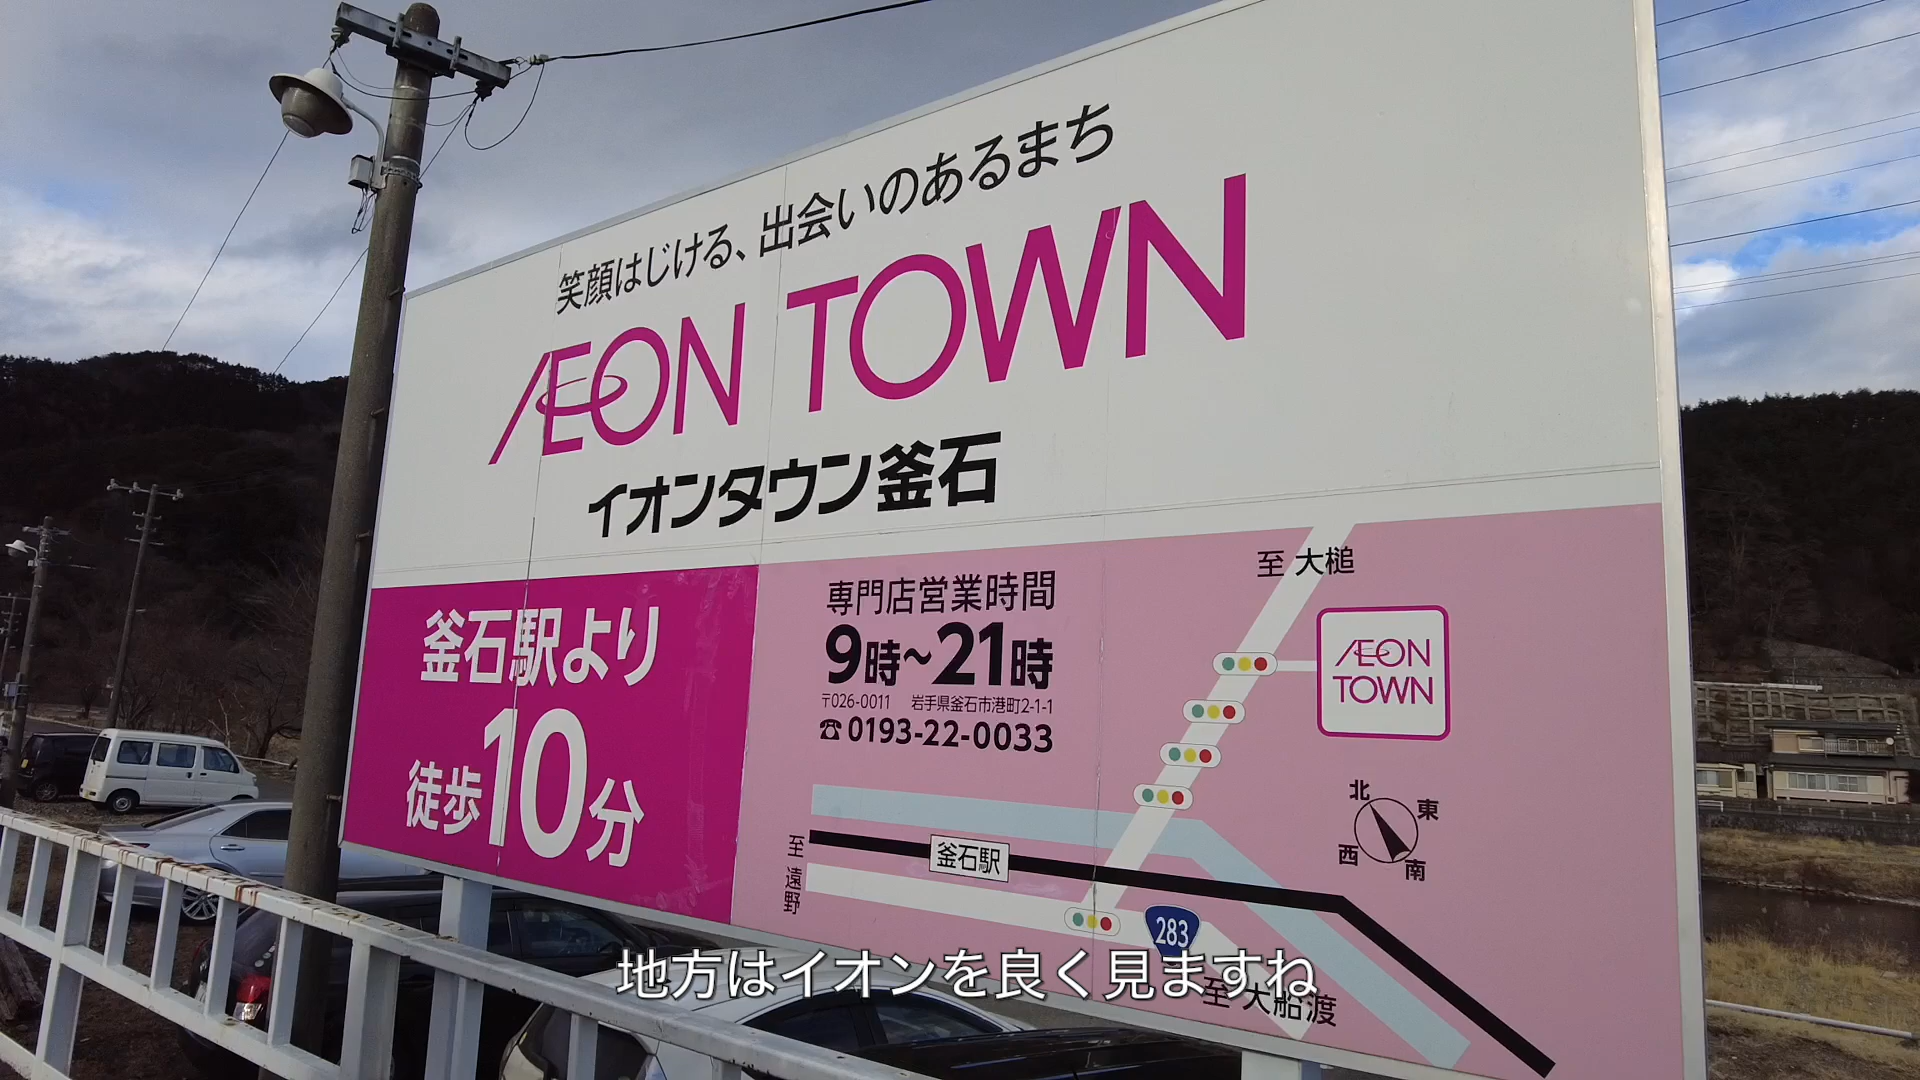 笑顔はじける、出会いのあるまち
ÆON TOWN
イオンタウン釜石
釜石駅より
徒歩10分
専門店営業時間
9時~21時
〒026-0011 岩手県釜石市港町2-1-1
☎0193-22-0033
至 大槌
ÆON
TOWN
北
東
西
南
至 遠野
釜石駅
283
至 大船渡
地方はイオンを良く見ますね